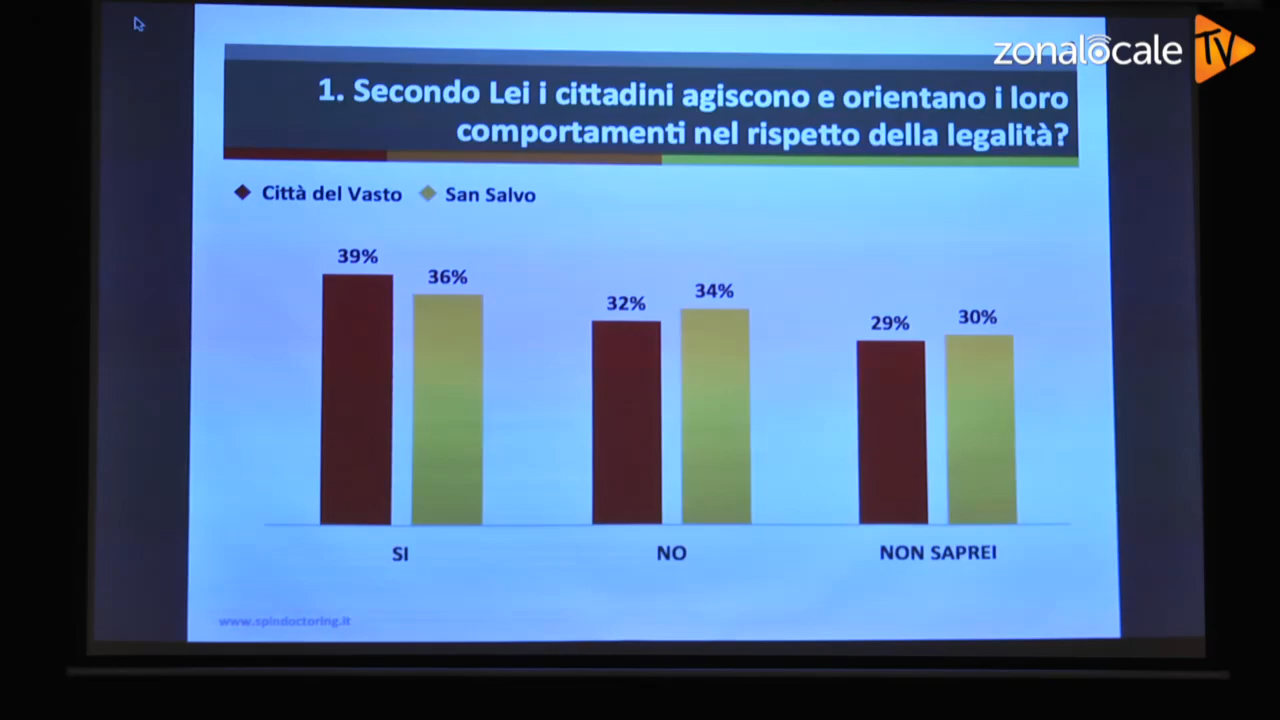 zonalocale TV
1. Secondo Lei i cittadini agiscono e orientano i loro
comportamenti nel rispetto della legalità?
Città del Vasto San Salvo
39% 36% 32% 34% 29% 30%
SI NO NON SAPREI
www.spindoctoring.it